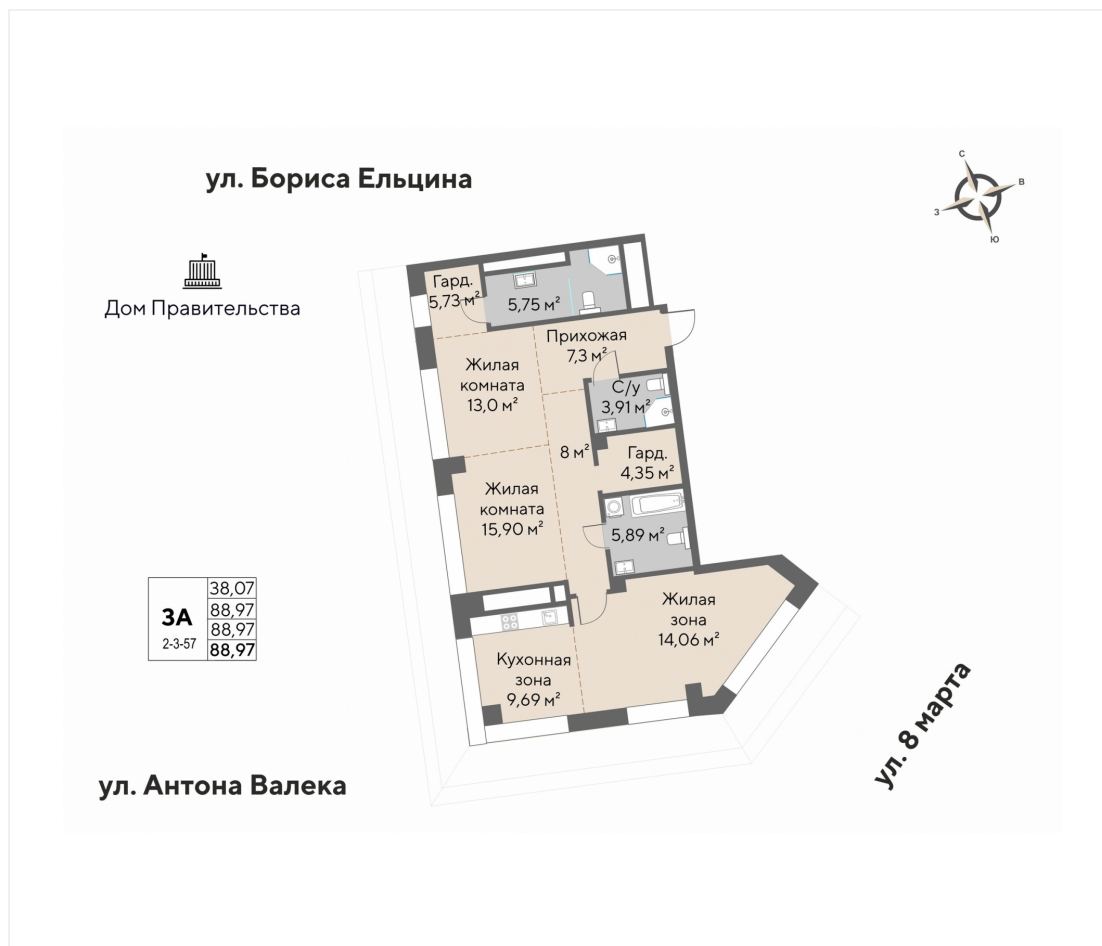 ул. Бориса Ельцина
С
В
З
Ю
Дом Правительства
Гард.
5,73 м²
5,75 м²
Прихожая
7,3 м²
Жилая
комната
13,0 м²
С/у
3,91 м²
8 м²
Гард.
4,35 м²
Жилая
комната
15,90 м²
5,89 м²
3А
2-3-57
38,07
88,97
88,97
88,97
Жилая
зона
14,06 м²
Кухонная
зона
9,69 м²
ул. 8 марта
ул. Антона Валека